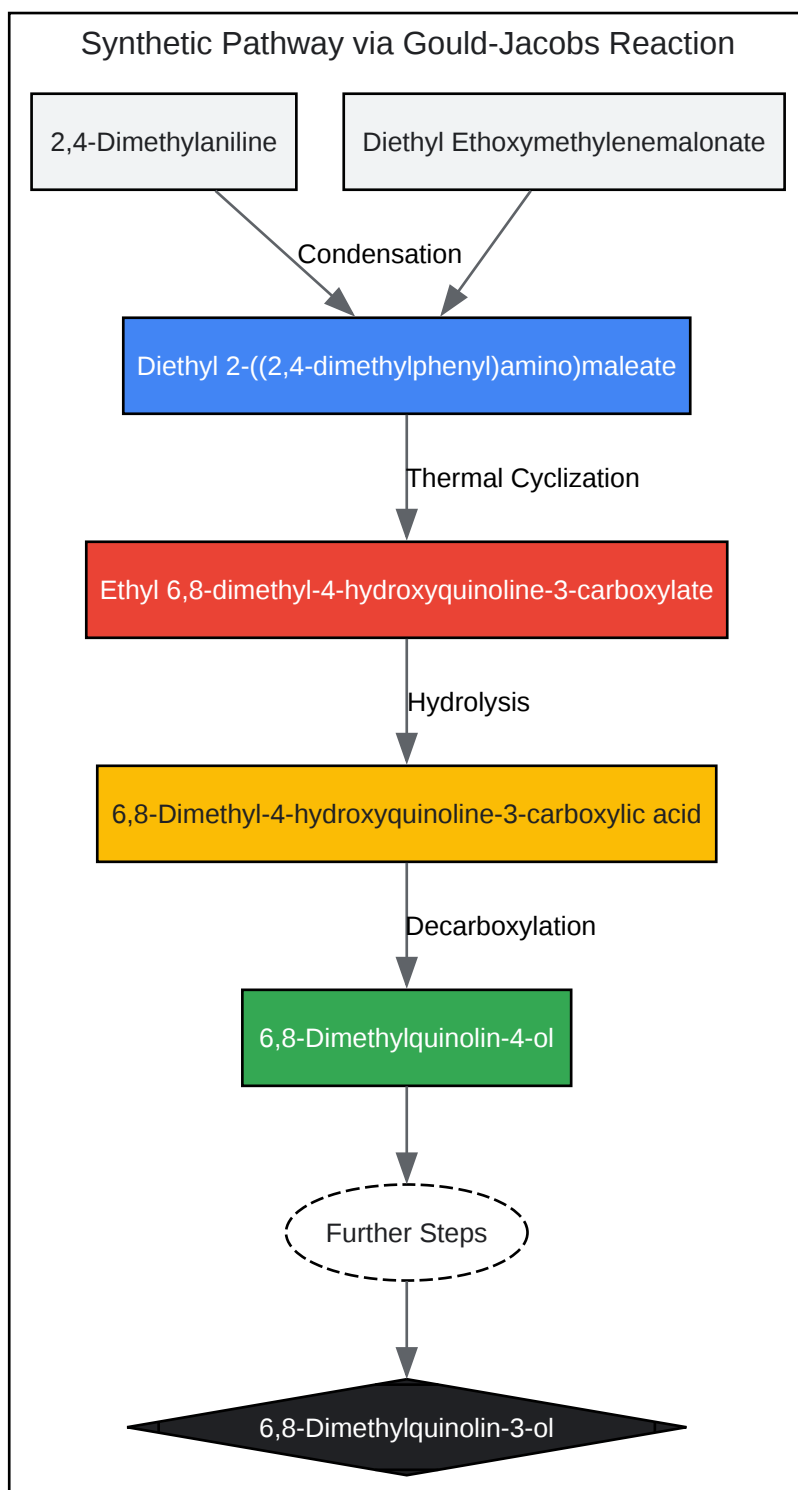 Synthetic Pathway via Gould-Jacobs Reaction
2,4-Dimethylaniline
Diethyl Ethoxymethylenemalonate
Condensation
Diethyl 2-((2,4-dimethylphenyl)amino)maleate
Thermal Cyclization
Ethyl 6,8-dimethyl-4-hydroxyquinoline-3-carboxylate
Hydrolysis
6,8-Dimethyl-4-hydroxyquinoline-3-carboxylic acid
Decarboxylation
6,8-Dimethylquinolin-4-ol
Further Steps
6,8-Dimethylquinolin-3-ol